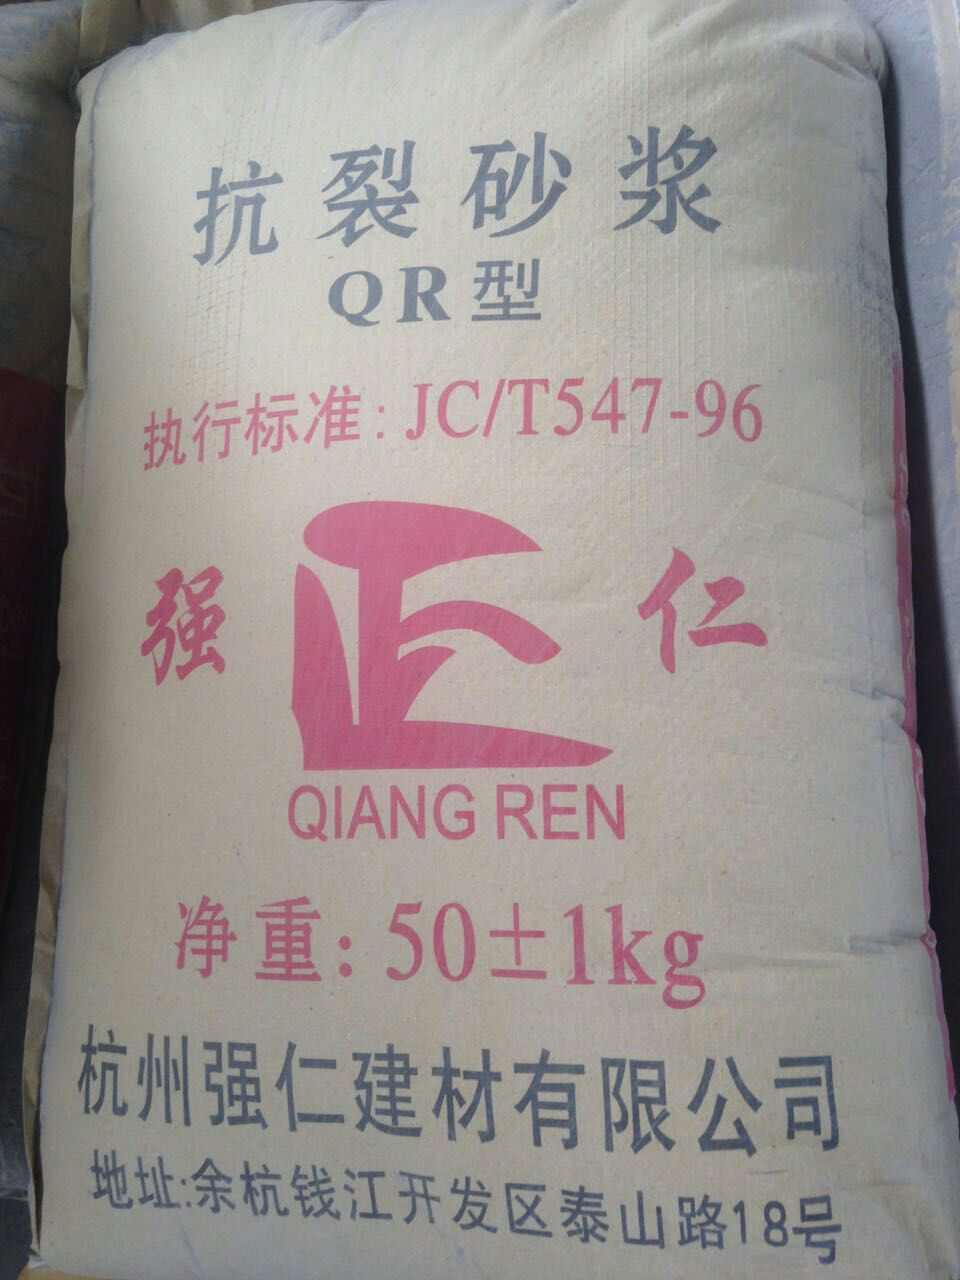 抗裂砂浆
QR型
执行标准: JC/T547-96
强 仁
QIANG REN
净重: 50±1kg
杭州强仁建材有限公司
地址:余杭钱江开发区泰山路18号